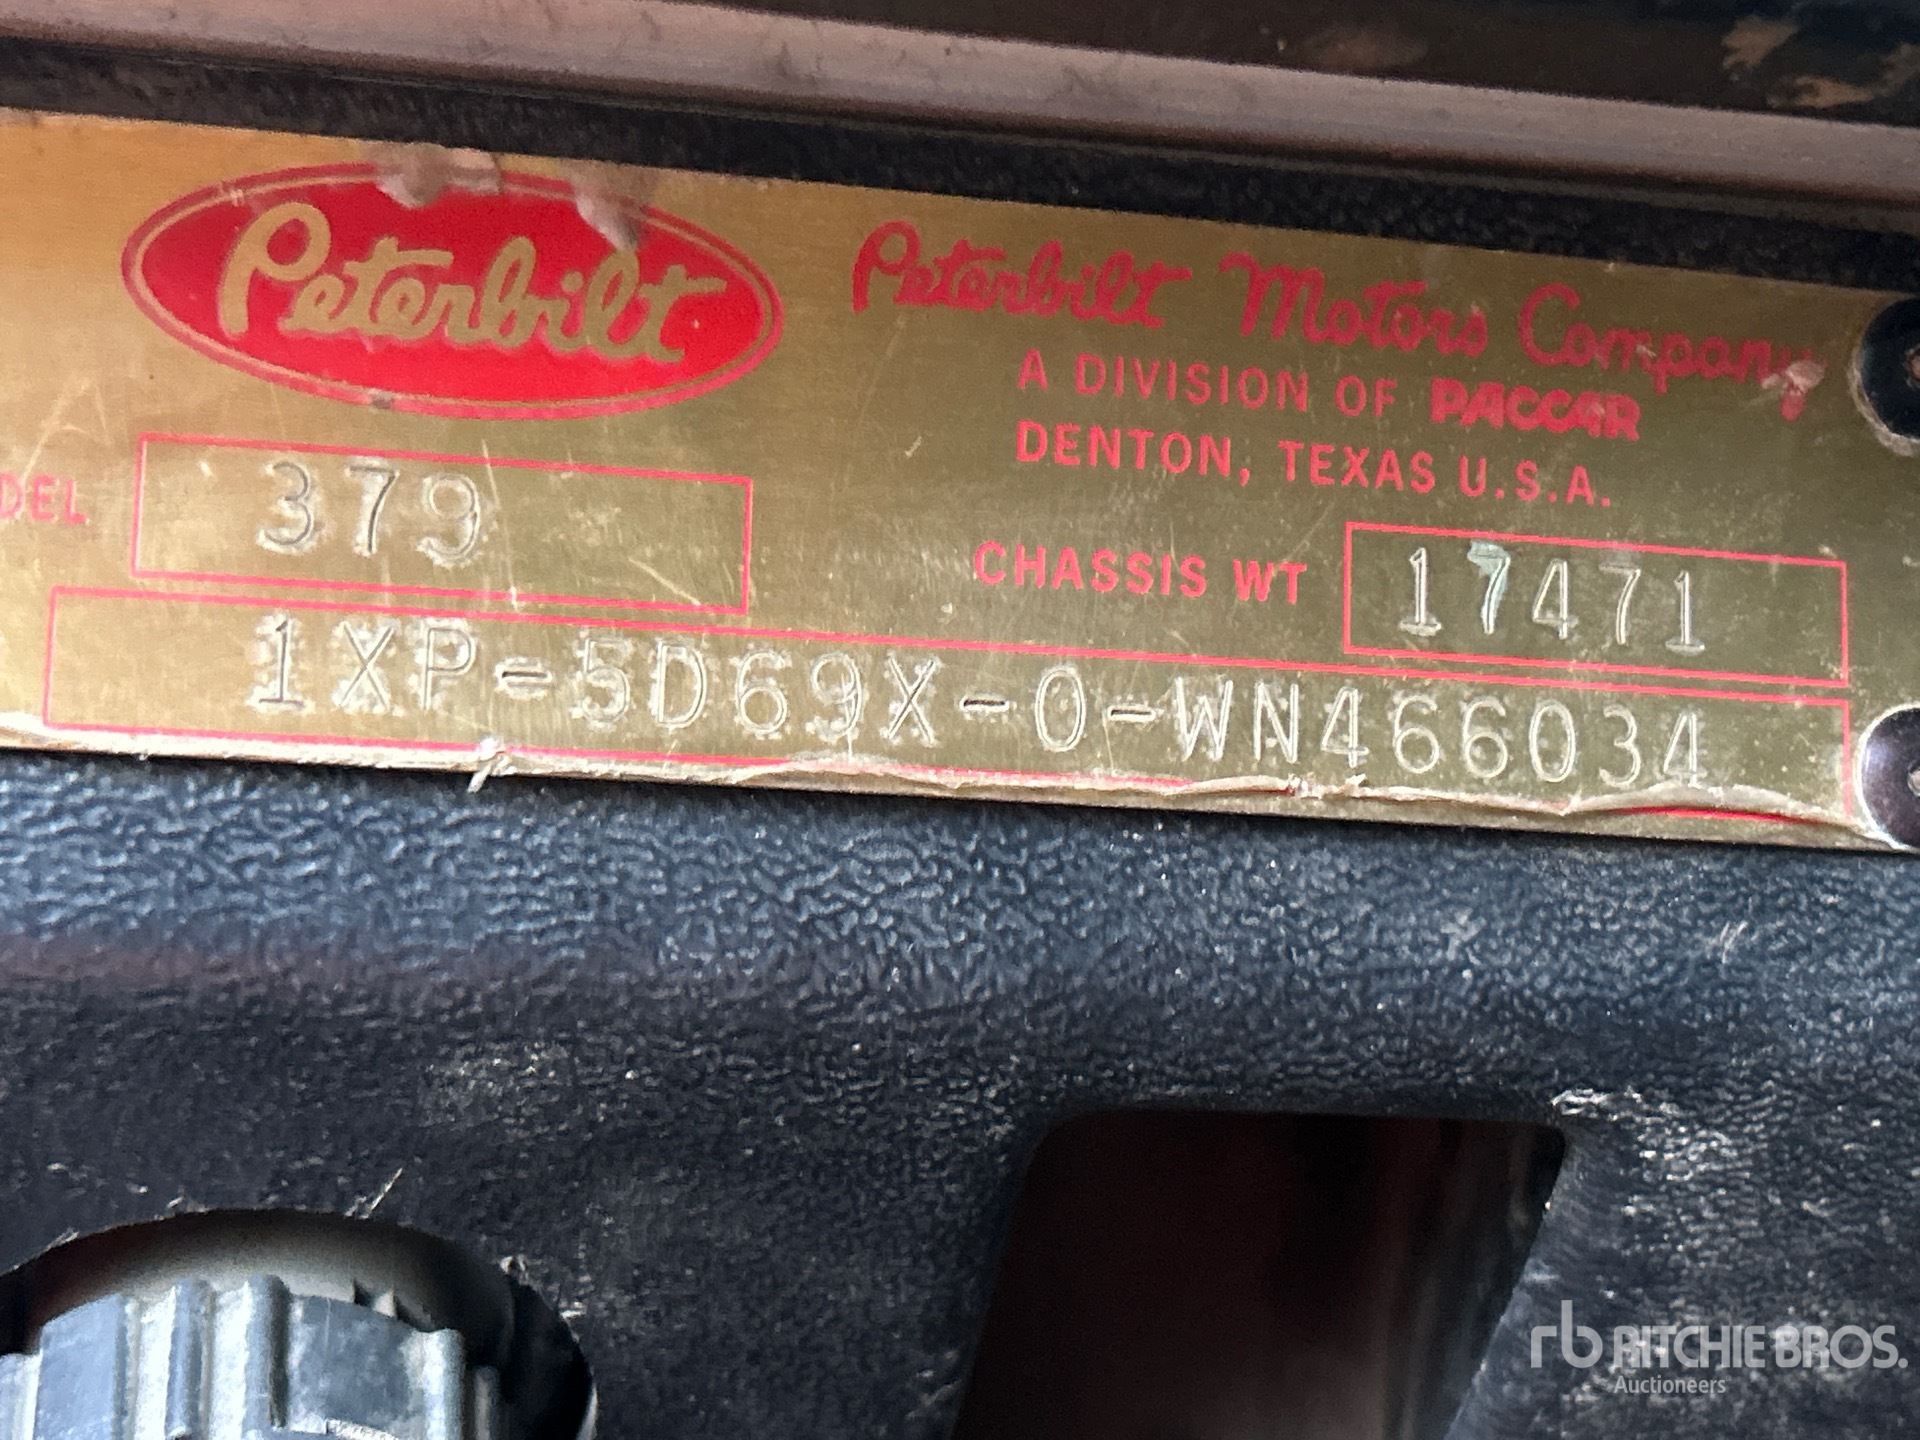 Peterbilt
Peterbilt Motors Company
A DIVISION OF PACCAR
DENTON, TEXAS U.S.A.
DEL 379
CHASSIS WT 17471
1XP-5D69X-0-WN466034
rb RITCHIE BROS.
Auctioneers